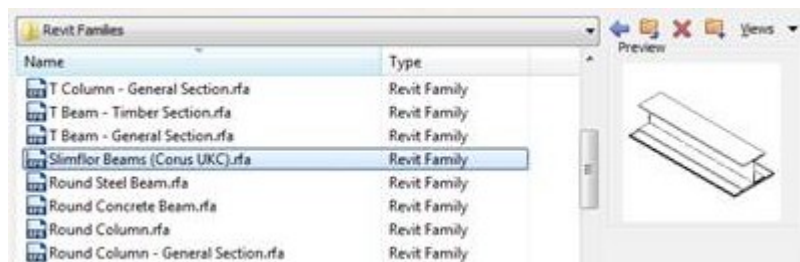 Revit Families
Views
Preview
Name Type
T Column - General Section.rfa Revit Family
T Beam - Timber Section.rfa Revit Family
T Beam - General Section.rfa Revit Family
Slimflor Beams (Corus UKC).rfa Revit Family
Round Steel Beam.rfa Revit Family
Round Concrete Beam.rfa Revit Family
Round Column.rfa Revit Family
Round Column - General Section.rfa Revit Family